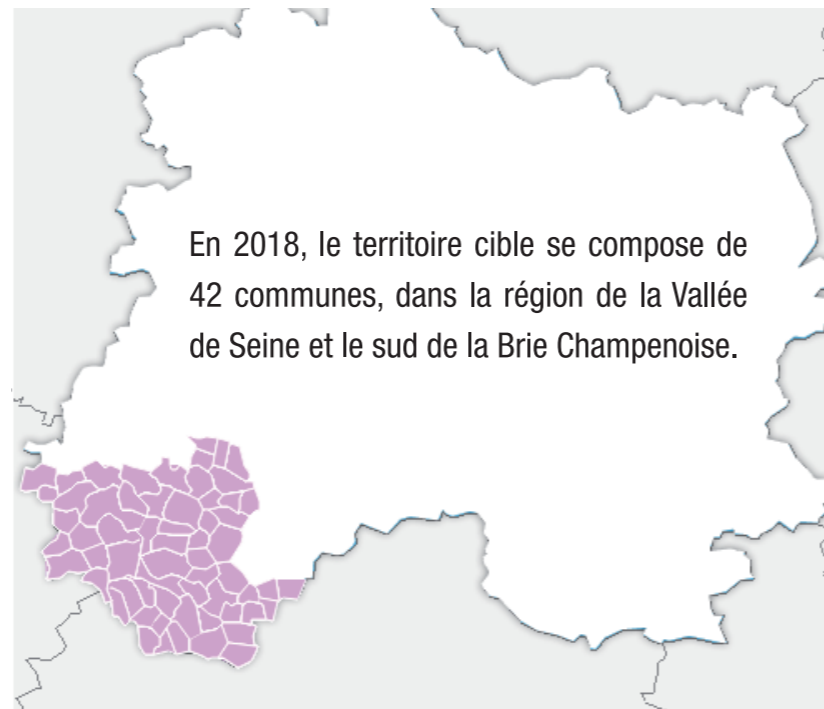 En 2018, le territoire cible se compose de
42 communes, dans la région de la Vallée
de Seine et le sud de la Brie Champenoise.